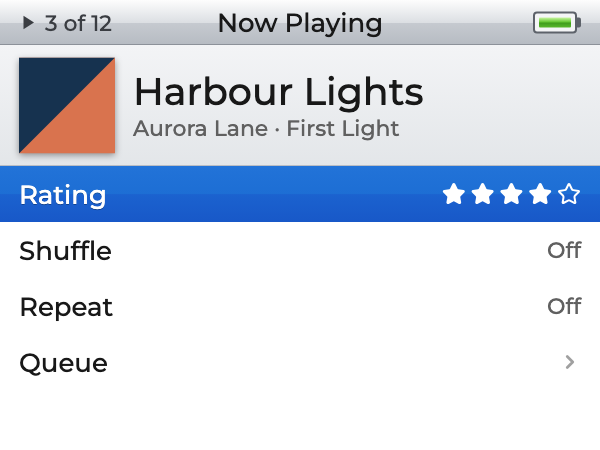 3 of 12
Now Playing
Harbour Lights
Aurora Lane · First Light
Rating
Shuffle Off
Repeat Off
Queue